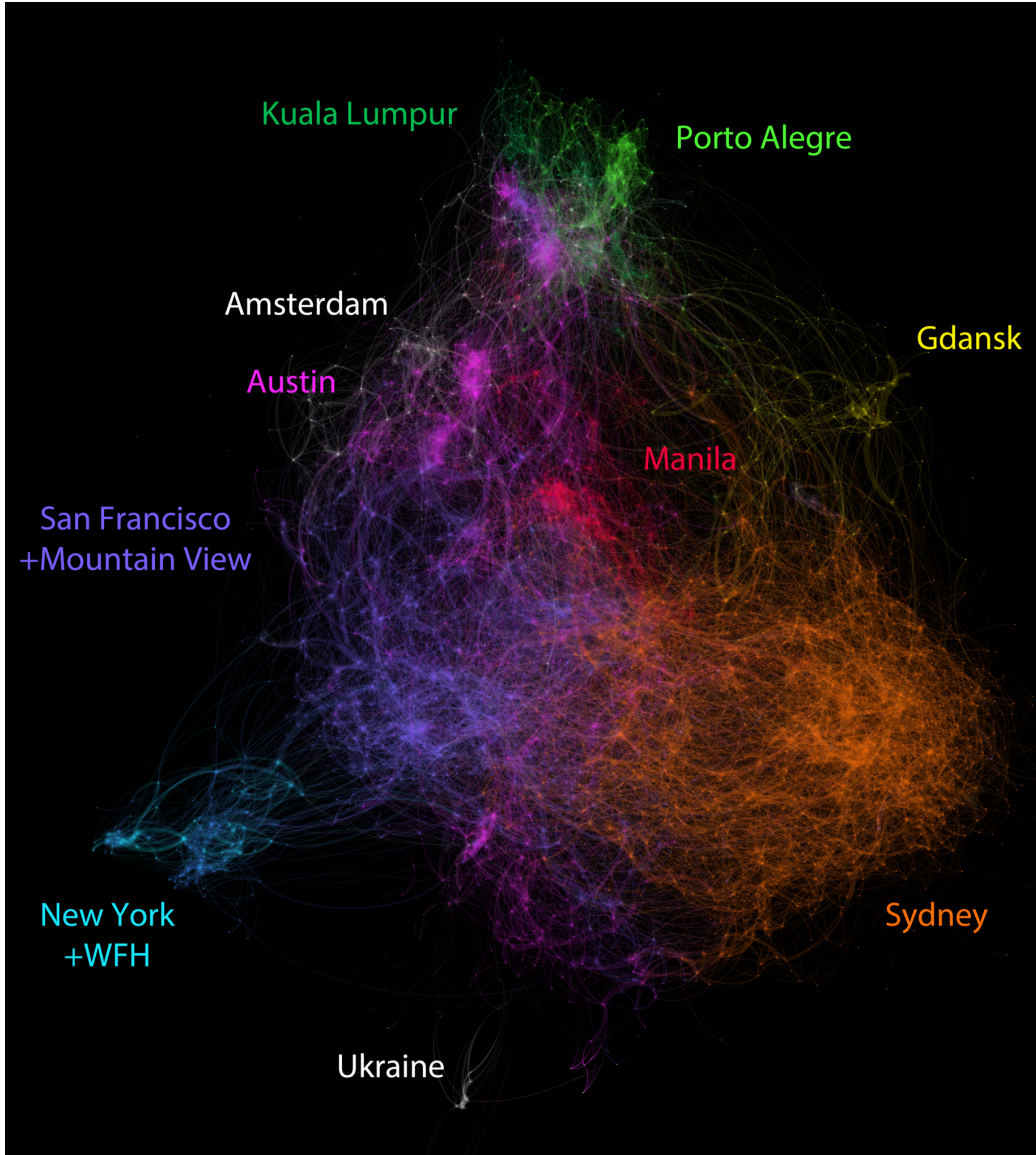 Kuala Lumpur
Porto Alegre
Amsterdam
Gdansk
Austin
Manila
San Francisco
+Mountain View
New York
+WFH
Sydney
Ukraine